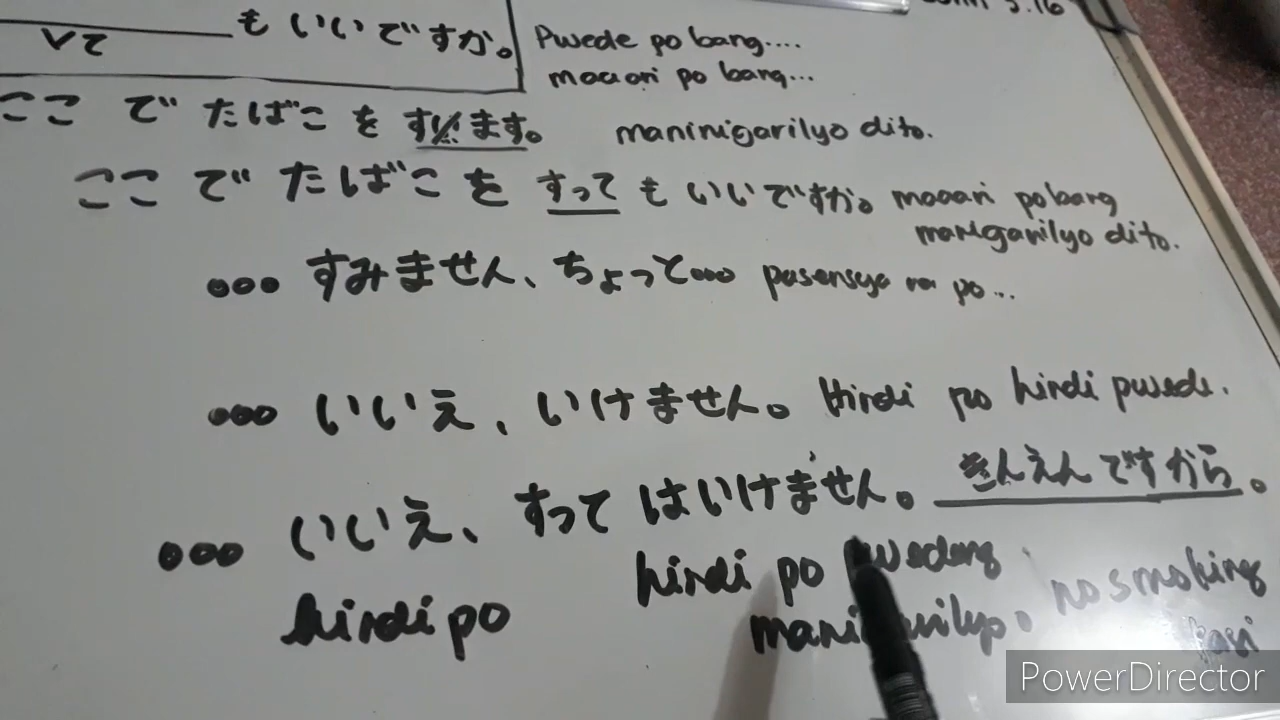 もいいですか。 Pwede po bang....
Vて maaari po bang...
ここ で たばこ を すいます。 maninigarilyo dito.
ここ で たばこ を すって も いいですか。 maaari po bang
manigarilyo dito.
... すみません、ちょっと... pasensya na po...
... いいえ、いけません。 Hindi po hindi pwede.
... いいえ、すって はいけません。 きんえんですから。
hindi po hindi po pwedeng no smoking
manigarilyo. kasi
PowerDirector